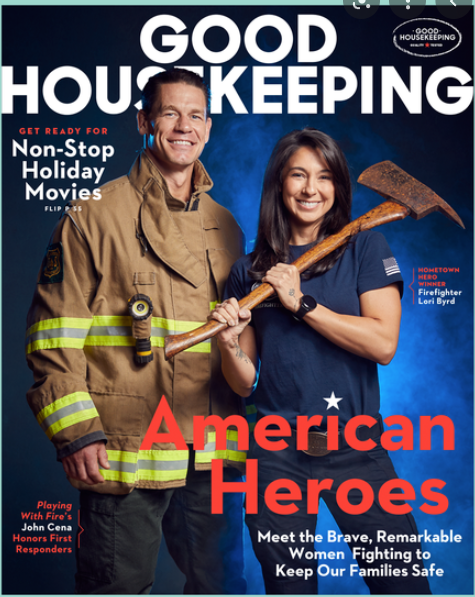 GOOD
HOUSEKEEPING
·GOOD·
HOUSEKEEPING
GET READY FOR
Non-Stop
Holiday
Movies
HOMETOWN
HERO
WINNER
Firefighter
Lori Byrd
American
Heroes
Meet the Brave, Remarkable
Women Fighting to
Keep Our Families Safe
Playing
With Fire's
John Cena
Honors First
Responders